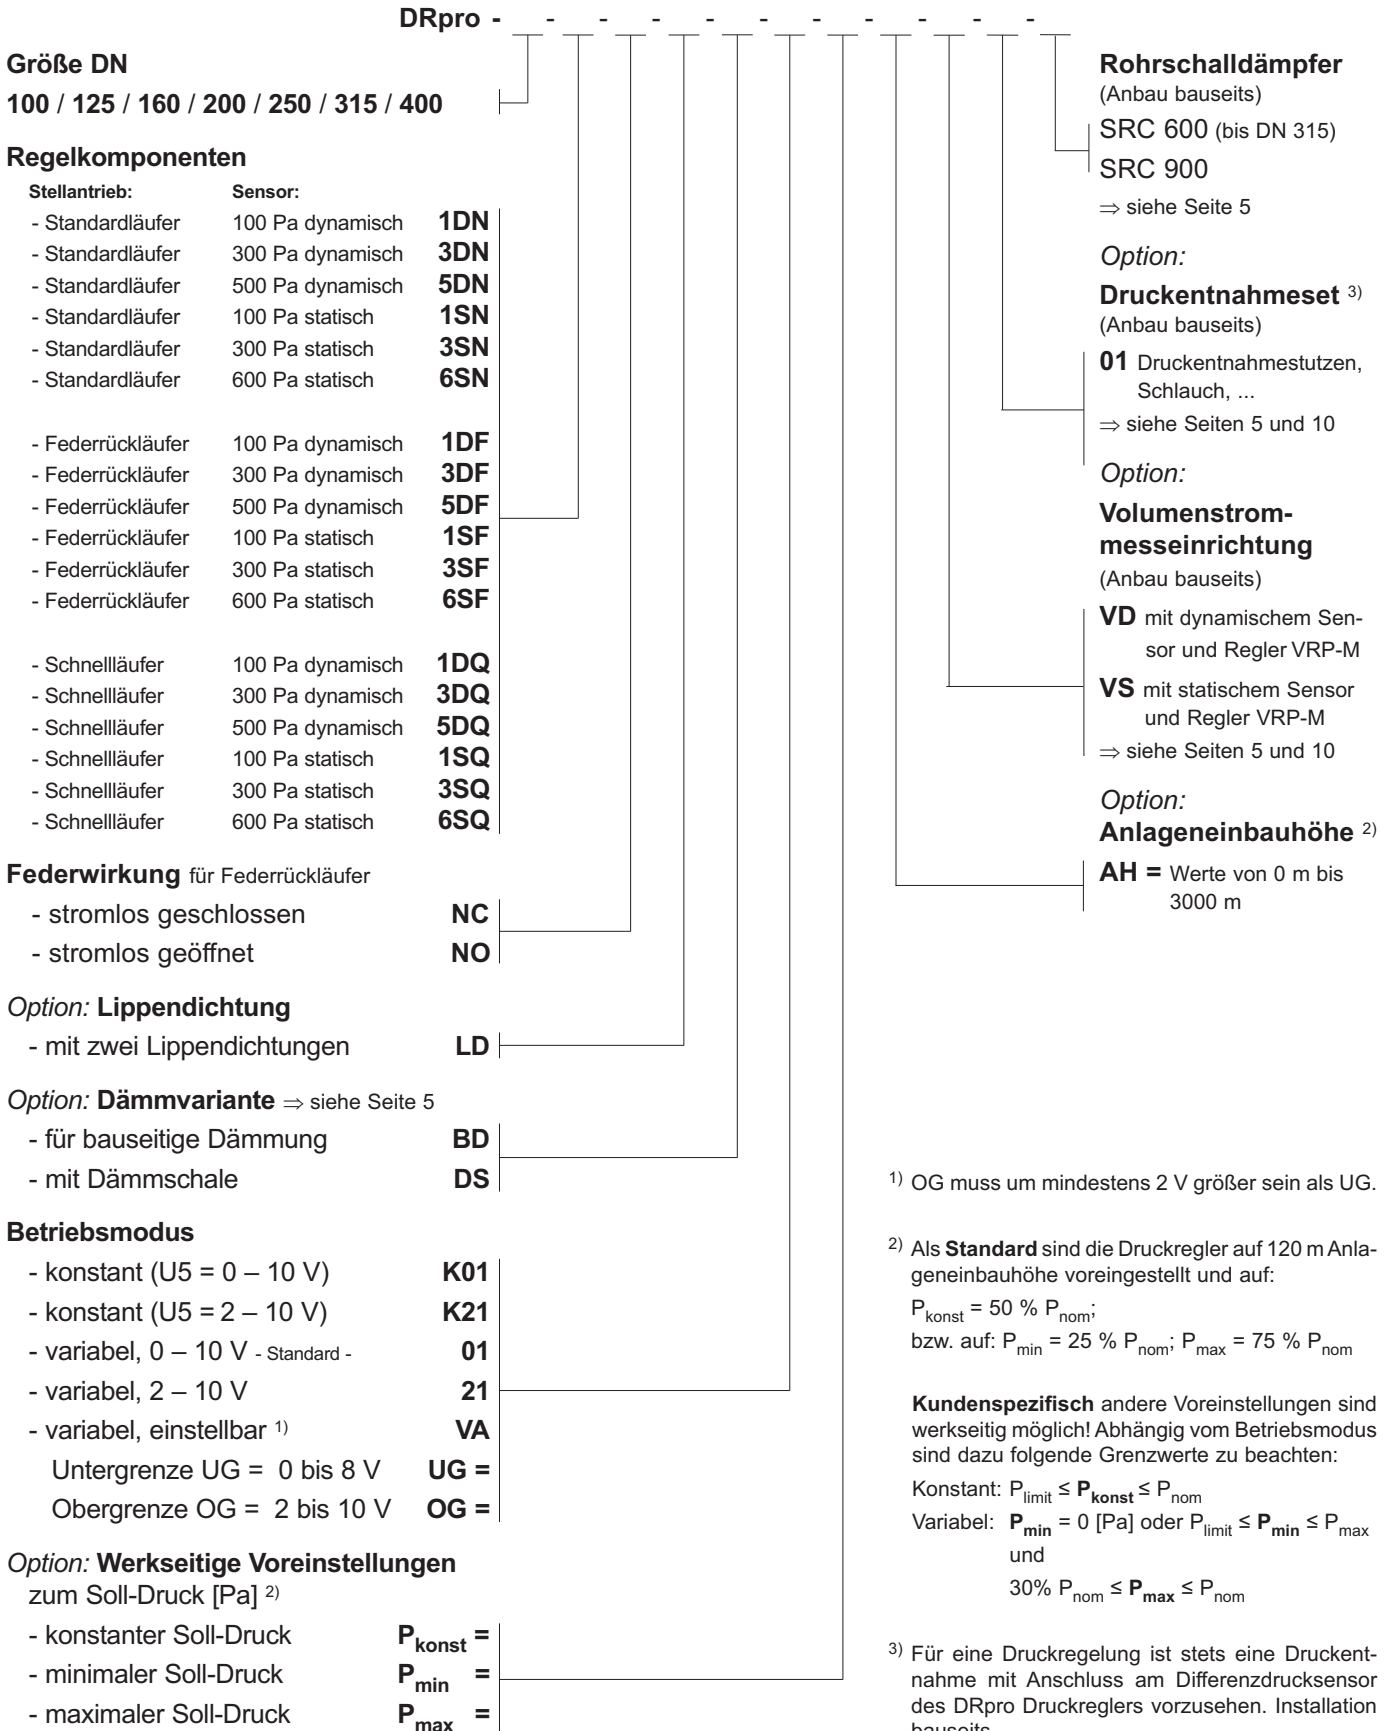 DRpro - - - - - - - - - - - -
Größe DN
100 / 125 / 160 / 200 / 250 / 315 / 400
Regelkomponenten
Stellantrieb: Sensor:
- Standardläufer 100 Pa dynamisch 1DN
- Standardläufer 300 Pa dynamisch 3DN
- Standardläufer 500 Pa dynamisch 5DN
- Standardläufer 100 Pa statisch 1SN
- Standardläufer 300 Pa statisch 3SN
- Standardläufer 600 Pa statisch 6SN
- Federrückläufer 100 Pa dynamisch 1DF
- Federrückläufer 300 Pa dynamisch 3DF
- Federrückläufer 500 Pa dynamisch 5DF
- Federrückläufer 100 Pa statisch 1SF
- Federrückläufer 300 Pa statisch 3SF
- Federrückläufer 600 Pa statisch 6SF
- Schnellläufer 100 Pa dynamisch 1DQ
- Schnellläufer 300 Pa dynamisch 3DQ
- Schnellläufer 500 Pa dynamisch 5DQ
- Schnellläufer 100 Pa statisch 1SQ
- Schnellläufer 300 Pa statisch 3SQ
- Schnellläufer 600 Pa statisch 6SQ
Federwirkung für Federrückläufer
- stromlos geschlossen NC
- stromlos geöffnet NO
Option: Lippendichtung
- mit zwei Lippendichtungen LD
Option: Dämmvariante ⇒ siehe Seite 5
- für bauseitige Dämmung BD
- mit Dämmschale DS
Betriebsmodus
- konstant (U5 = 0 – 10 V) K01
- konstant (U5 = 2 – 10 V) K21
- variabel, 0 – 10 V - Standard - 01
- variabel, 2 – 10 V 21
- variabel, einstellbar 1) VA
Untergrenze UG = 0 bis 8 V UG =
Obergrenze OG = 2 bis 10 V OG =
Option: Werkseitige Voreinstellungen
zum Soll-Druck [Pa] 2)
- konstanter Soll-Druck Pkonst =
- minimaler Soll-Druck Pmin =
- maximaler Soll-Druck Pmax =
Rohrschalldämpfer
(Anbau bauseits)
SRC 600 (bis DN 315)
SRC 900
⇒ siehe Seite 5
Option:
Druckentnahmeset 3)
(Anbau bauseits)
01 Druckentnahmestutzen,
Schlauch, ...
⇒ siehe Seiten 5 und 10
Option:
Volumenstrom-
messeinrichtung
(Anbau bauseits)
VD mit dynamischem Sen-
sor und Regler VRP-M
VS mit statischem Sensor
und Regler VRP-M
⇒ siehe Seiten 5 und 10
Option:
Anlageneinbauhöhe 2)
AH = Werte von 0 m bis
3000 m
1) OG muss um mindestens 2 V größer sein als UG.
2) Als Standard sind die Druckregler auf 120 m Anla-
geneinbauhöhe voreingestellt und auf:
Pkonst = 50 % Pnom;
bzw. auf: Pmin = 25 % Pnom; Pmax = 75 % Pnom
Kundenspezifisch andere Voreinstellungen sind
werkseitig möglich! Abhängig vom Betriebsmodus
sind dazu folgende Grenzwerte zu beachten:
Konstant: Plimit ≤ Pkonst ≤ Pnom
Variabel: Pmin = 0 [Pa] oder Plimit ≤ Pmin ≤ Pmax
und
30% Pnom ≤ Pmax ≤ Pnom
3) Für eine Druckregelung ist stets eine Druckent-
nahme mit Anschluss am Differenzdrucksensor
des DRpro Druckreglers vorzusehen. Installation
bauseits